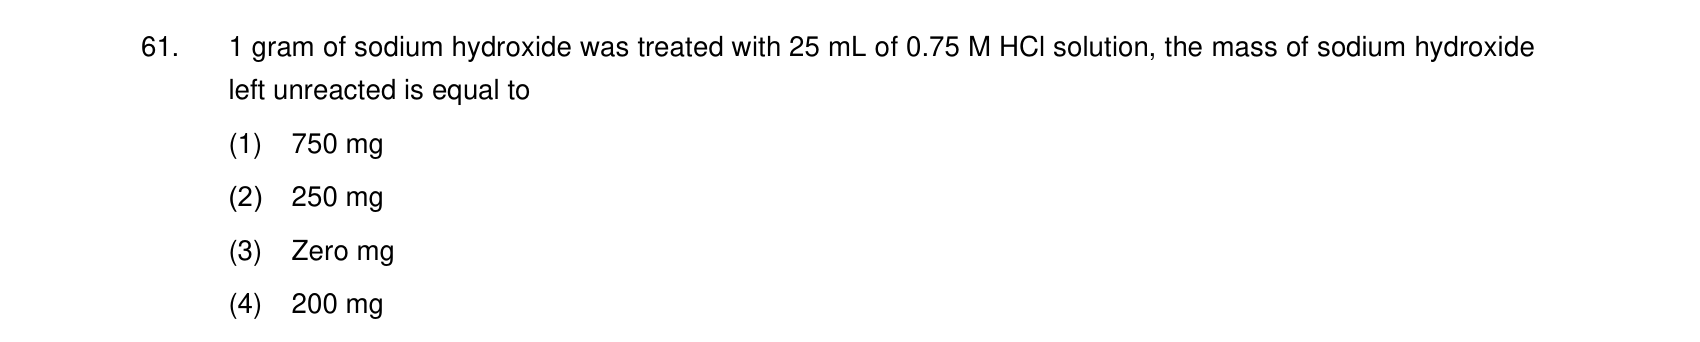 61. 1 gram of sodium hydroxide was treated with 25 mL of 0.75 M HCl solution, the mass of sodium hydroxide
left unreacted is equal to
(1) 750 mg
(2) 250 mg
(3) Zero mg
(4) 200 mg